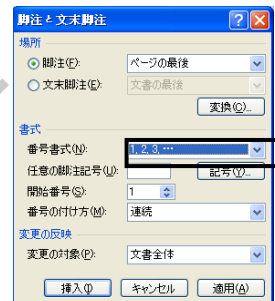 脚注と文末脚注
場所
脚注(F): ページの最後
文末脚注(E): 文書の最後
変換(C)...
書式
番号書式(N): 1, 2, 3, …
任意の脚注記号(U): 記号(Y)...
開始番号(S): 1
番号の付け方(M): 連続
変更の反映
変更の対象(P): 文書全体
挿入(I) キャンセル 適用(A)